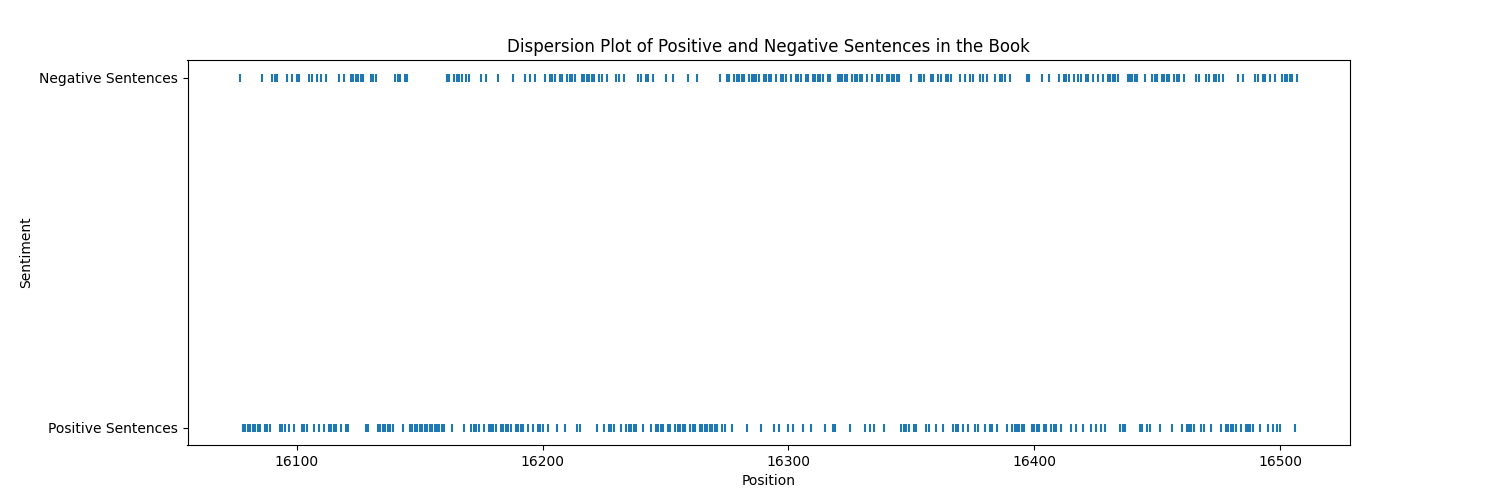 Dispersion Plot of Positive and Negative Sentences in the Book
Negative Sentences
Sentiment
Positive Sentences
16100 16200 16300 16400 16500
Position